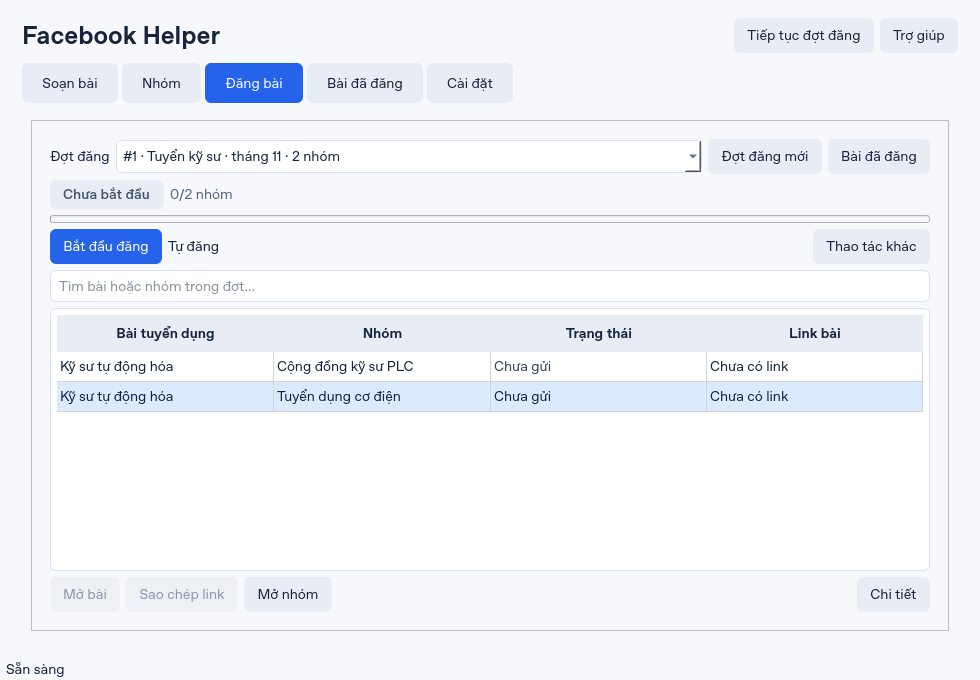 Facebook Helper
Tiếp tục đợt đăng
Trợ giúp
Soạn bài
Nhóm
Đăng bài
Bài đã đăng
Cài đặt
Đợt đăng
#1 · Tuyển kỹ sư · tháng 11 · 2 nhóm
Đợt đăng mới
Bài đã đăng
Chưa bắt đầu
0/2 nhóm
Bắt đầu đăng
Tự đăng
Thao tác khác
Tìm bài hoặc nhóm trong đợt...
Bài tuyển dụng Nhóm Trạng thái Link bài
Kỹ sư tự động hóa Cộng đồng kỹ sư PLC Chưa gửi Chưa có link
Kỹ sư tự động hóa Tuyển dụng cơ điện Chưa gửi Chưa có link
Mở bài
Sao chép link
Mở nhóm
Chi tiết
Sẵn sàng